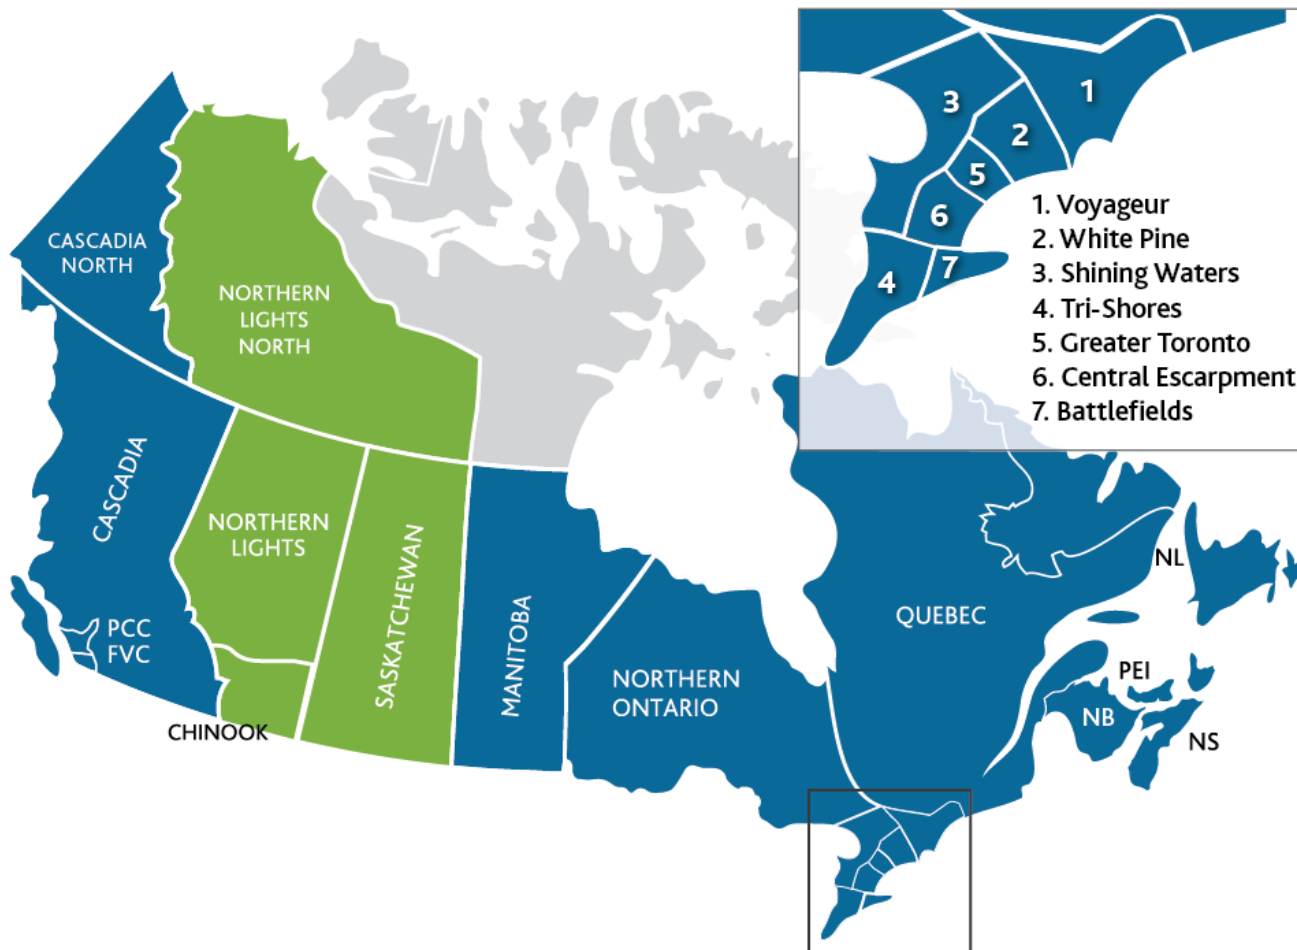 CASCADIA
NORTH
NORTHERN
LIGHTS
NORTH
CASCADIA
NORTHERN
LIGHTS
SASKATCHEWAN
MANITOBA
NORTHERN
ONTARIO
PCC
FVC
CHINOOK
QUEBEC
NL
PEI
NB
NS
1
2
3
5
6
4
7
1. Voyageur
2. White Pine
3. Shining Waters
4. Tri-Shores
5. Greater Toronto
6. Central Escarpment
7. Battlefields